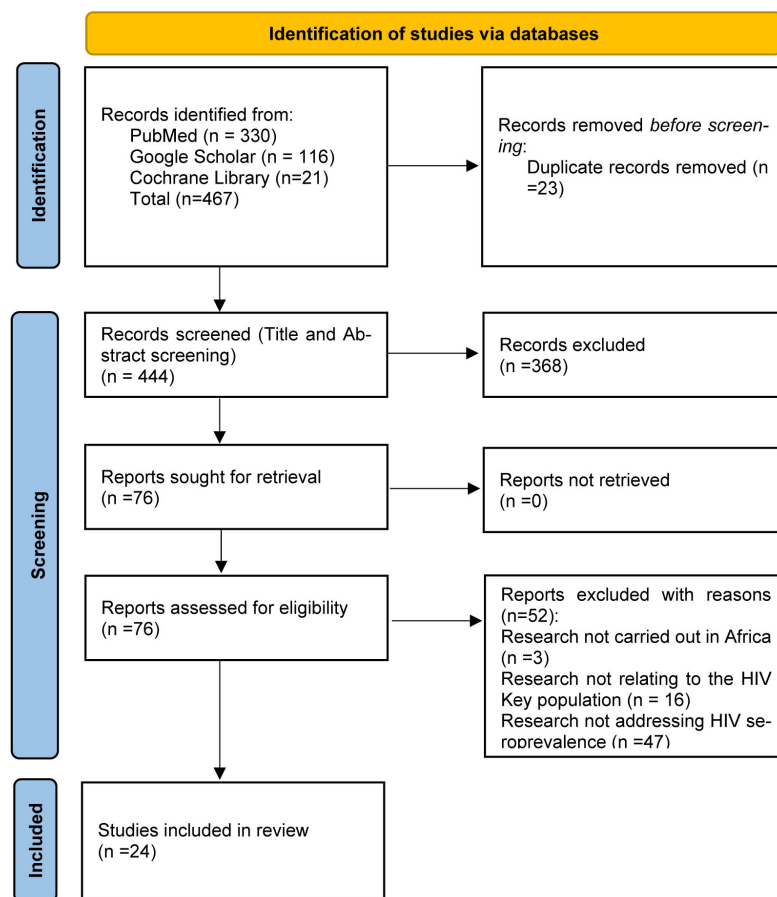 Identification of studies via databases
Identification
Records identified from:
PubMed (n = 330)
Google Scholar (n = 116)
Cochrane Library (n=21)
Total (n=467)
Records removed before screen-
ing:
Duplicate records removed (n
=23)
Screening
Records screened (Title and Ab-
stract screening)
(n = 444)
Records excluded
(n =368)
Reports sought for retrieval
(n =76)
Reports not retrieved
(n =0)
Reports assessed for eligibility
(n =76)
Reports excluded with reasons
(n=52):
Research not carried out in Africa
(n =3)
Research not relating to the HIV
Key population (n = 16)
Research not addressing HIV se-
roprevalence (n =47)
Included
Studies included in review
(n =24)